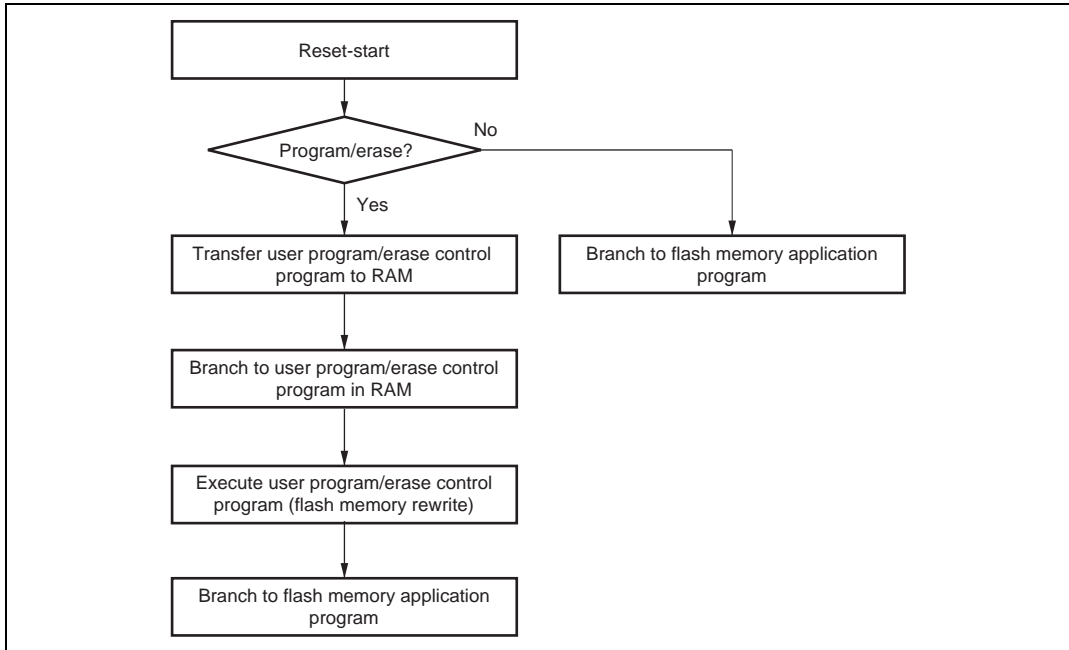 Reset-start
No
Program/erase?
Yes
Transfer user program/erase control
program to RAM
Branch to flash memory application
program
Branch to user program/erase control
program in RAM
Execute user program/erase control
program (flash memory rewrite)
Branch to flash memory application
program